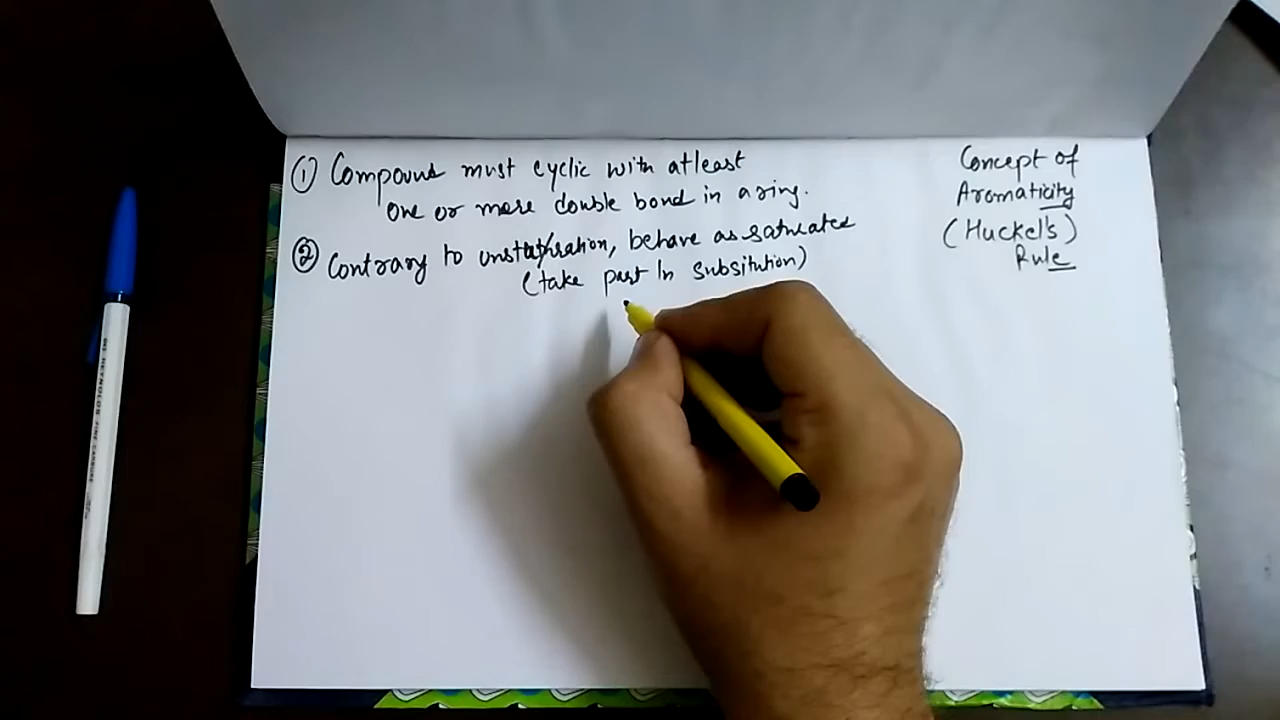 ① Compound must cyclic with atleast
one or more double bond in a ring.
② Contrary to unsaturation, behave as saturated
(take part In subsitution)
Concept of
Aromaticity
(Huckel's)
Rule